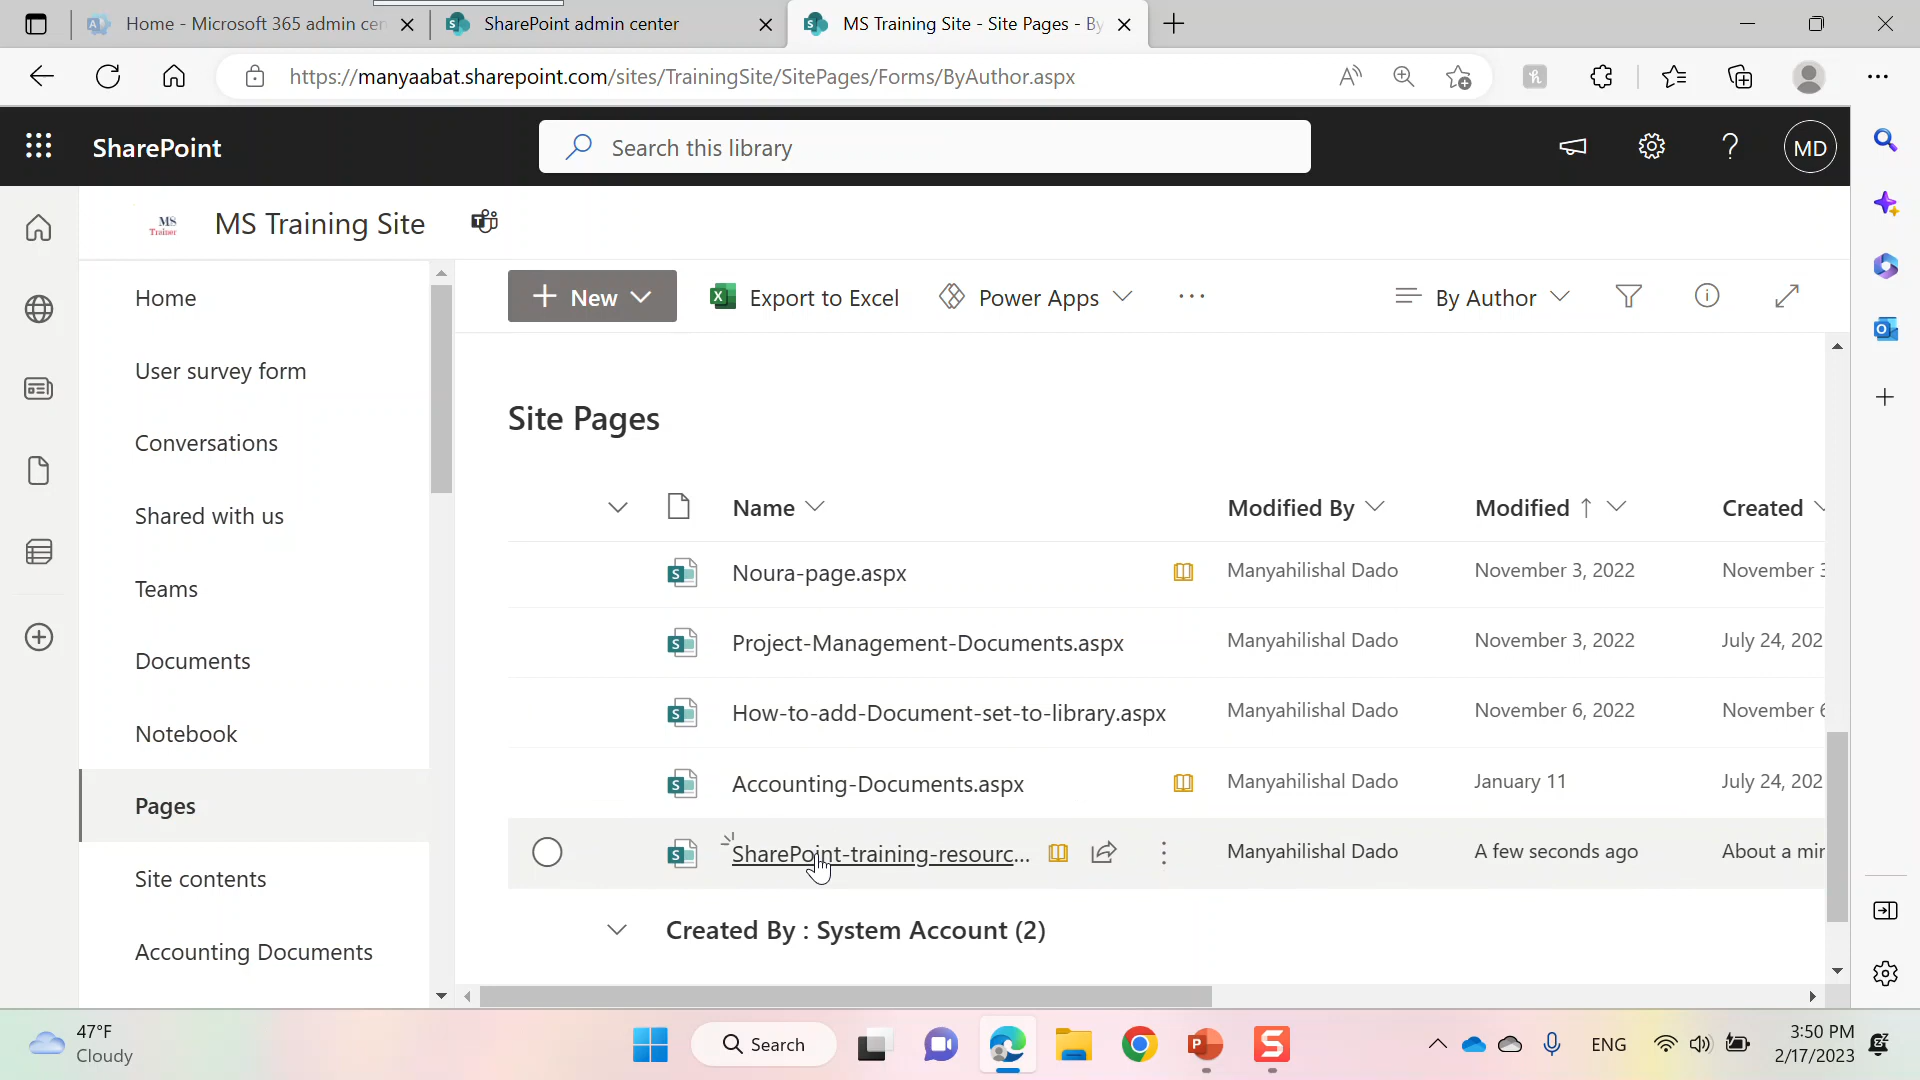 Home - Microsoft 365 admin cen
SharePoint admin center
MS Training Site - Site Pages - By
https://manyaabat.sharepoint.com/sites/TrainingSite/SitePages/Forms/ByAuthor.aspx
SharePoint
Search this library
MD
MS Trainer
MS Training Site
Home
User survey form
Conversations
Shared with us
Teams
Documents
Notebook
Pages
Site contents
Accounting Documents
New
Export to Excel
Power Apps
By Author
Site Pages
Name Modified By Modified Created
Noura-page.aspx Manyahilishal Dado November 3, 2022 November 3
Project-Management-Documents.aspx Manyahilishal Dado November 3, 2022 July 24, 202
How-to-add-Document-set-to-library.aspx Manyahilishal Dado November 6, 2022 November 6
Accounting-Documents.aspx Manyahilishal Dado January 11 July 24, 202
SharePoint-training-resourc... Manyahilishal Dado A few seconds ago About a min
Created By : System Account (2)
47°F
Cloudy
Search
ENG
3:50 PM
2/17/2023